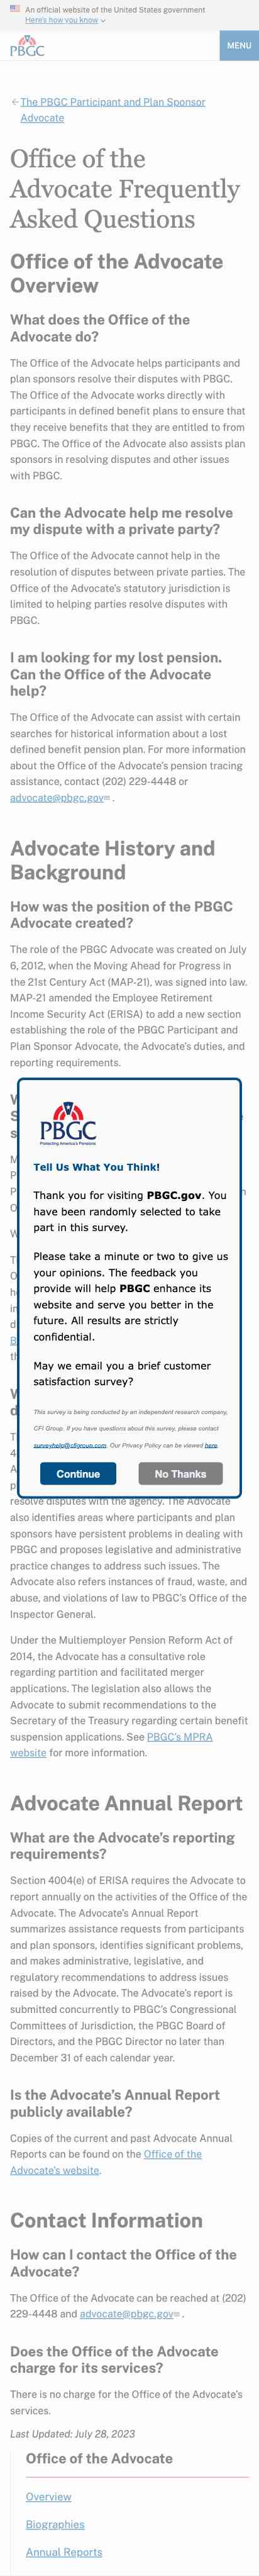 An official website of the United States government
Here's how you know
PBGC
MENU
The PBGC Participant and Plan Sponsor
Advocate
Office of the
Advocate Frequently
Asked Questions
Office of the Advocate
Overview
What does the Office of the
Advocate do?
The Office of the Advocate helps participants and
plan sponsors resolve their disputes with PBGC.
The Office of the Advocate works directly with
participants in defined benefit plans to ensure that
they receive benefits that they are entitled to from
PBGC. The Office of the Advocate also assists plan
sponsors in resolving disputes and other issues
with PBGC.
Can the Advocate help me resolve
my dispute with a private party?
The Office of the Advocate cannot help in the
resolution of disputes between private parties. The
Office of the Advocate's statutory jurisdiction is
limited to helping parties resolve disputes with
PBGC.
I am looking for my lost pension.
Can the Office of the Advocate
help?
The Office of the Advocate can assist with certain
searches for historical information about a lost
defined benefit pension plan. For more information
about the Office of the Advocate's pension tracing
assistance, contact (202) 229-4448 or
advocate@pbgc.gov .
Advocate History and
Background
How was the position of the PBGC
Advocate created?
The role of the PBGC Advocate was created on July
6, 2012, when the Moving Ahead for Progress in
the 21st Century Act (MAP-21), was signed into law.
MAP-21 amended the Employee Retirement
Income Security Act (ERISA) to add a new section
establishing the role of the PBGC Participant and
Plan Sponsor Advocate, the Advocate's duties, and
reporting requirements.
PBGC
Protecting America's Pensions
Tell Us What You Think!
Thank you for visiting PBGC.gov. You
have been randomly selected to take
part in this survey.
Please take a minute or two to give us
your opinions. The feedback you
provide will help PBGC enhance its
website and serve you better in the
future. All results are strictly
confidential.
May we email you a brief customer
satisfaction survey?
This survey is being conducted by an independent research company,
CFI Group. If you have questions about this survey, please contact
surveyhelp@cfigroup.com. Our Privacy Policy can be viewed here.
Continue No Thanks
resolve disputes with the agency. The Advocate
also identifies areas where participants and plan
sponsors have persistent problems in dealing with
PBGC and proposes legislative and administrative
practice changes to address such issues. The
Advocate also refers instances of fraud, waste, and
abuse, and violations of law to PBGC's Office of the
Inspector General.
Under the Multiemployer Pension Reform Act of
2014, the Advocate has a consultative role
regarding partition and facilitated merger
applications. The legislation also allows the
Advocate to submit recommendations to the
Secretary of the Treasury regarding certain benefit
suspension applications. See PBGC's MPRA
website for more information.
Advocate Annual Report
What are the Advocate's reporting
requirements?
Section 4004(e) of ERISA requires the Advocate to
report annually on the activities of the Office of the
Advocate. The Advocate's Annual Report
summarizes assistance requests from participants
and plan sponsors, identifies significant problems,
and makes administrative, legislative, and
regulatory recommendations to address issues
raised by the Advocate. The Advocate's report is
submitted concurrently to PBGC's Congressional
Committees of Jurisdiction, the PBGC Board of
Directors, and the PBGC Director no later than
December 31 of each calendar year.
Is the Advocate's Annual Report
publicly available?
Copies of the current and past Advocate Annual
Reports can be found on the Office of the
Advocate's website.
Contact Information
How can I contact the Office of the
Advocate?
The Office of the Advocate can be reached at (202)
229-4448 and advocate@pbgc.gov .
Does the Office of the Advocate
charge for its services?
There is no charge for the Office of the Advocate's
services.
Last Updated: July 28, 2023
Office of the Advocate
Overview
Biographies
Annual Reports